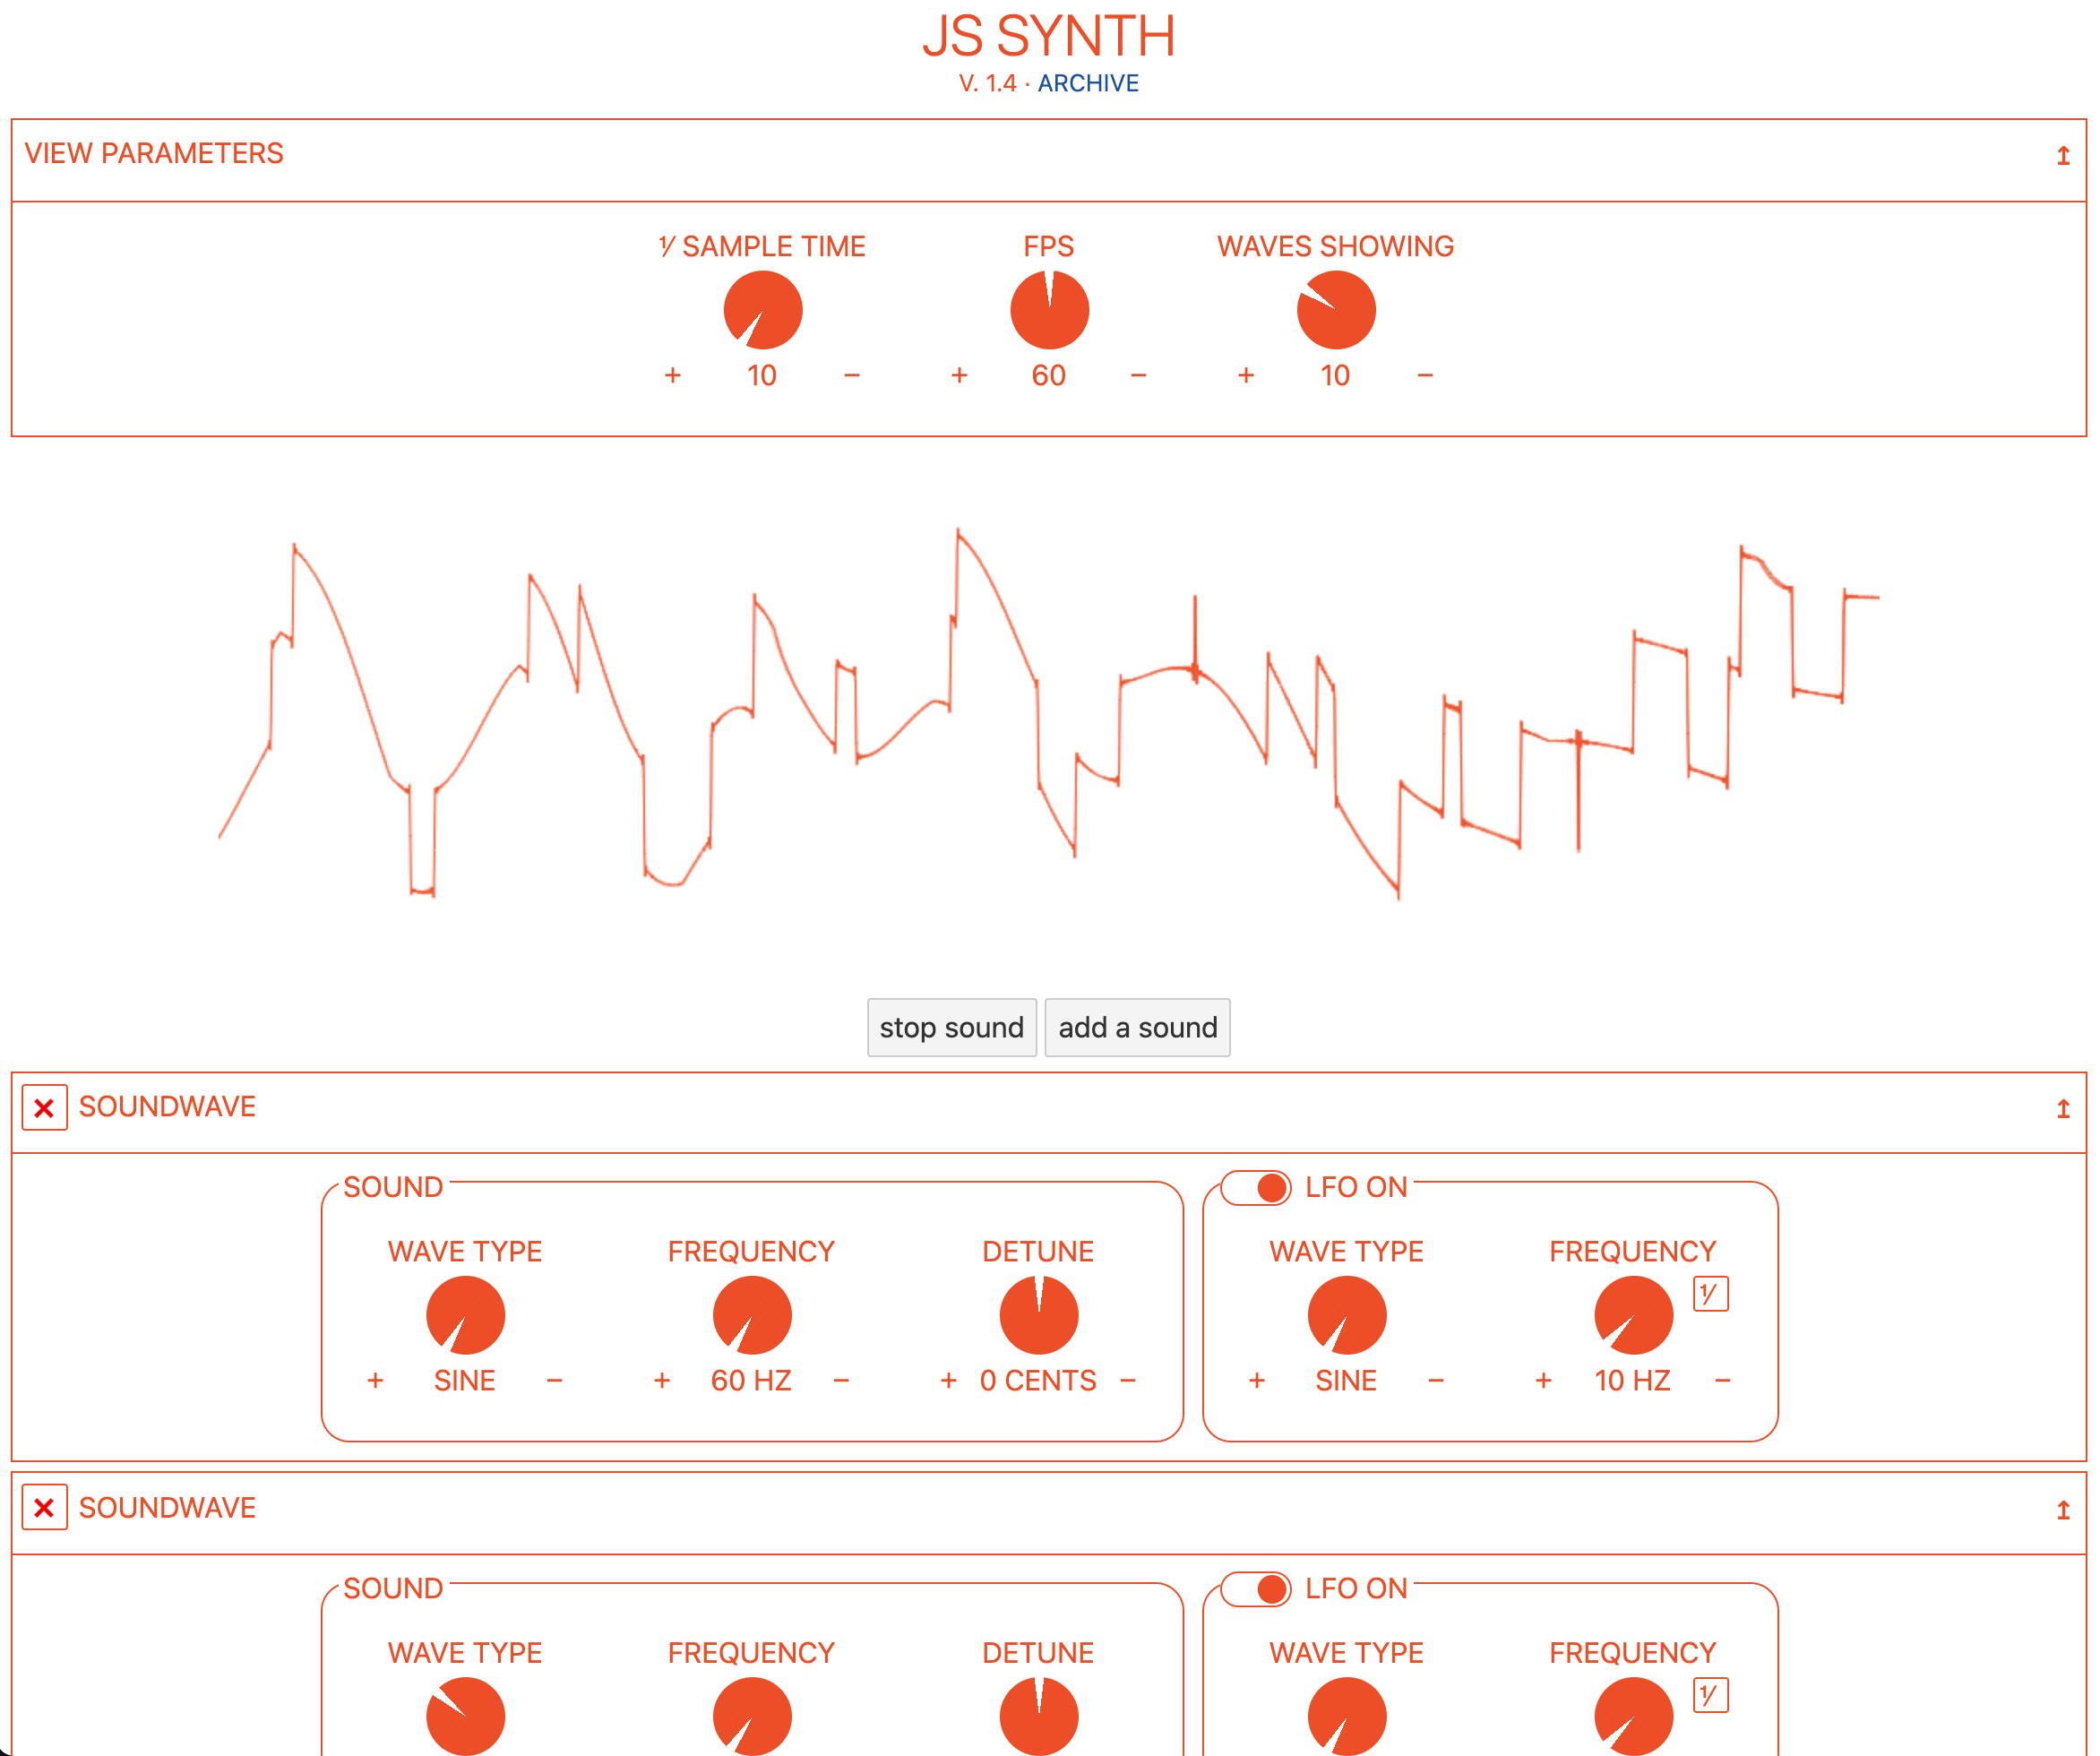 JS SYNTH
V. 1.4 · ARCHIVE
VIEW PARAMETERS ↥
⅟ SAMPLE TIME FPS WAVES SHOWING
+ 10 − + 60 − + 10 −
stop sound add a sound
× SOUNDWAVE ↥
SOUND LFO ON
WAVE TYPE FREQUENCY DETUNE WAVE TYPE FREQUENCY
⅟
+ SINE − + 60 HZ − + 0 CENTS − + SINE − + 10 HZ −
× SOUNDWAVE ↥
SOUND LFO ON
WAVE TYPE FREQUENCY DETUNE WAVE TYPE FREQUENCY
⅟